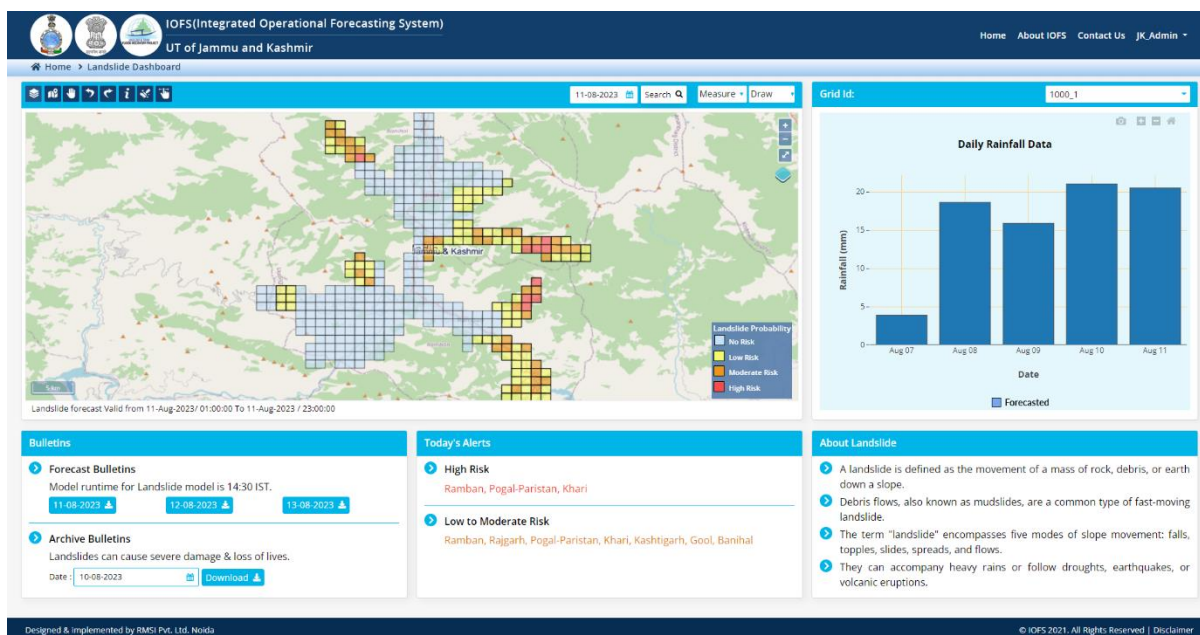 IOFS(Integrated Operational Forecasting System)
UT of Jammu and Kashmir
Home About IOFS Contact Us JK_Admin
Home > Landslide Dashboard
11-08-2023 Search Measure Draw
Jammu & Kashmir
Landslide Probability
No Risk
Low Risk
Moderate Risk
High Risk
Landslide forecast Valid from 11-Aug-2023/ 01:00:00 To 11-Aug-2023 / 23:00:00
Grid Id: 1000_1
Daily Rainfall Data
Rainfall (mm)
20
15
10
5
0
Aug 07 Aug 08 Aug 09 Aug 10 Aug 11
Date
Forecasted
Bulletins
Forecast Bulletins
Model runtime for Landslide model is 14:30 IST.
11-08-2023 12-08-2023 13-08-2023
Archive Bulletins
Landslides can cause severe damage & loss of lives.
Date : 10-08-2023 Download
Today's Alerts
High Risk
Ramban, Pogal-Paristan, Khari
Low to Moderate Risk
Ramban, Rajgarh, Pogal-Paristan, Khari, Kashtigarh, Gool, Banihal
About Landslide
A landslide is defined as the movement of a mass of rock, debris, or earth
down a slope.
Debris flows, also known as mudslides, are a common type of fast-moving
landslide.
The term "landslide" encompasses five modes of slope movement: falls,
topples, slides, spreads, and flows.
They can accompany heavy rains or follow droughts, earthquakes, or
volcanic eruptions.
Designed & implemented by RMSI Pvt. Ltd. Noida
© IOFS 2021. All Rights Reserved | Disclaimer